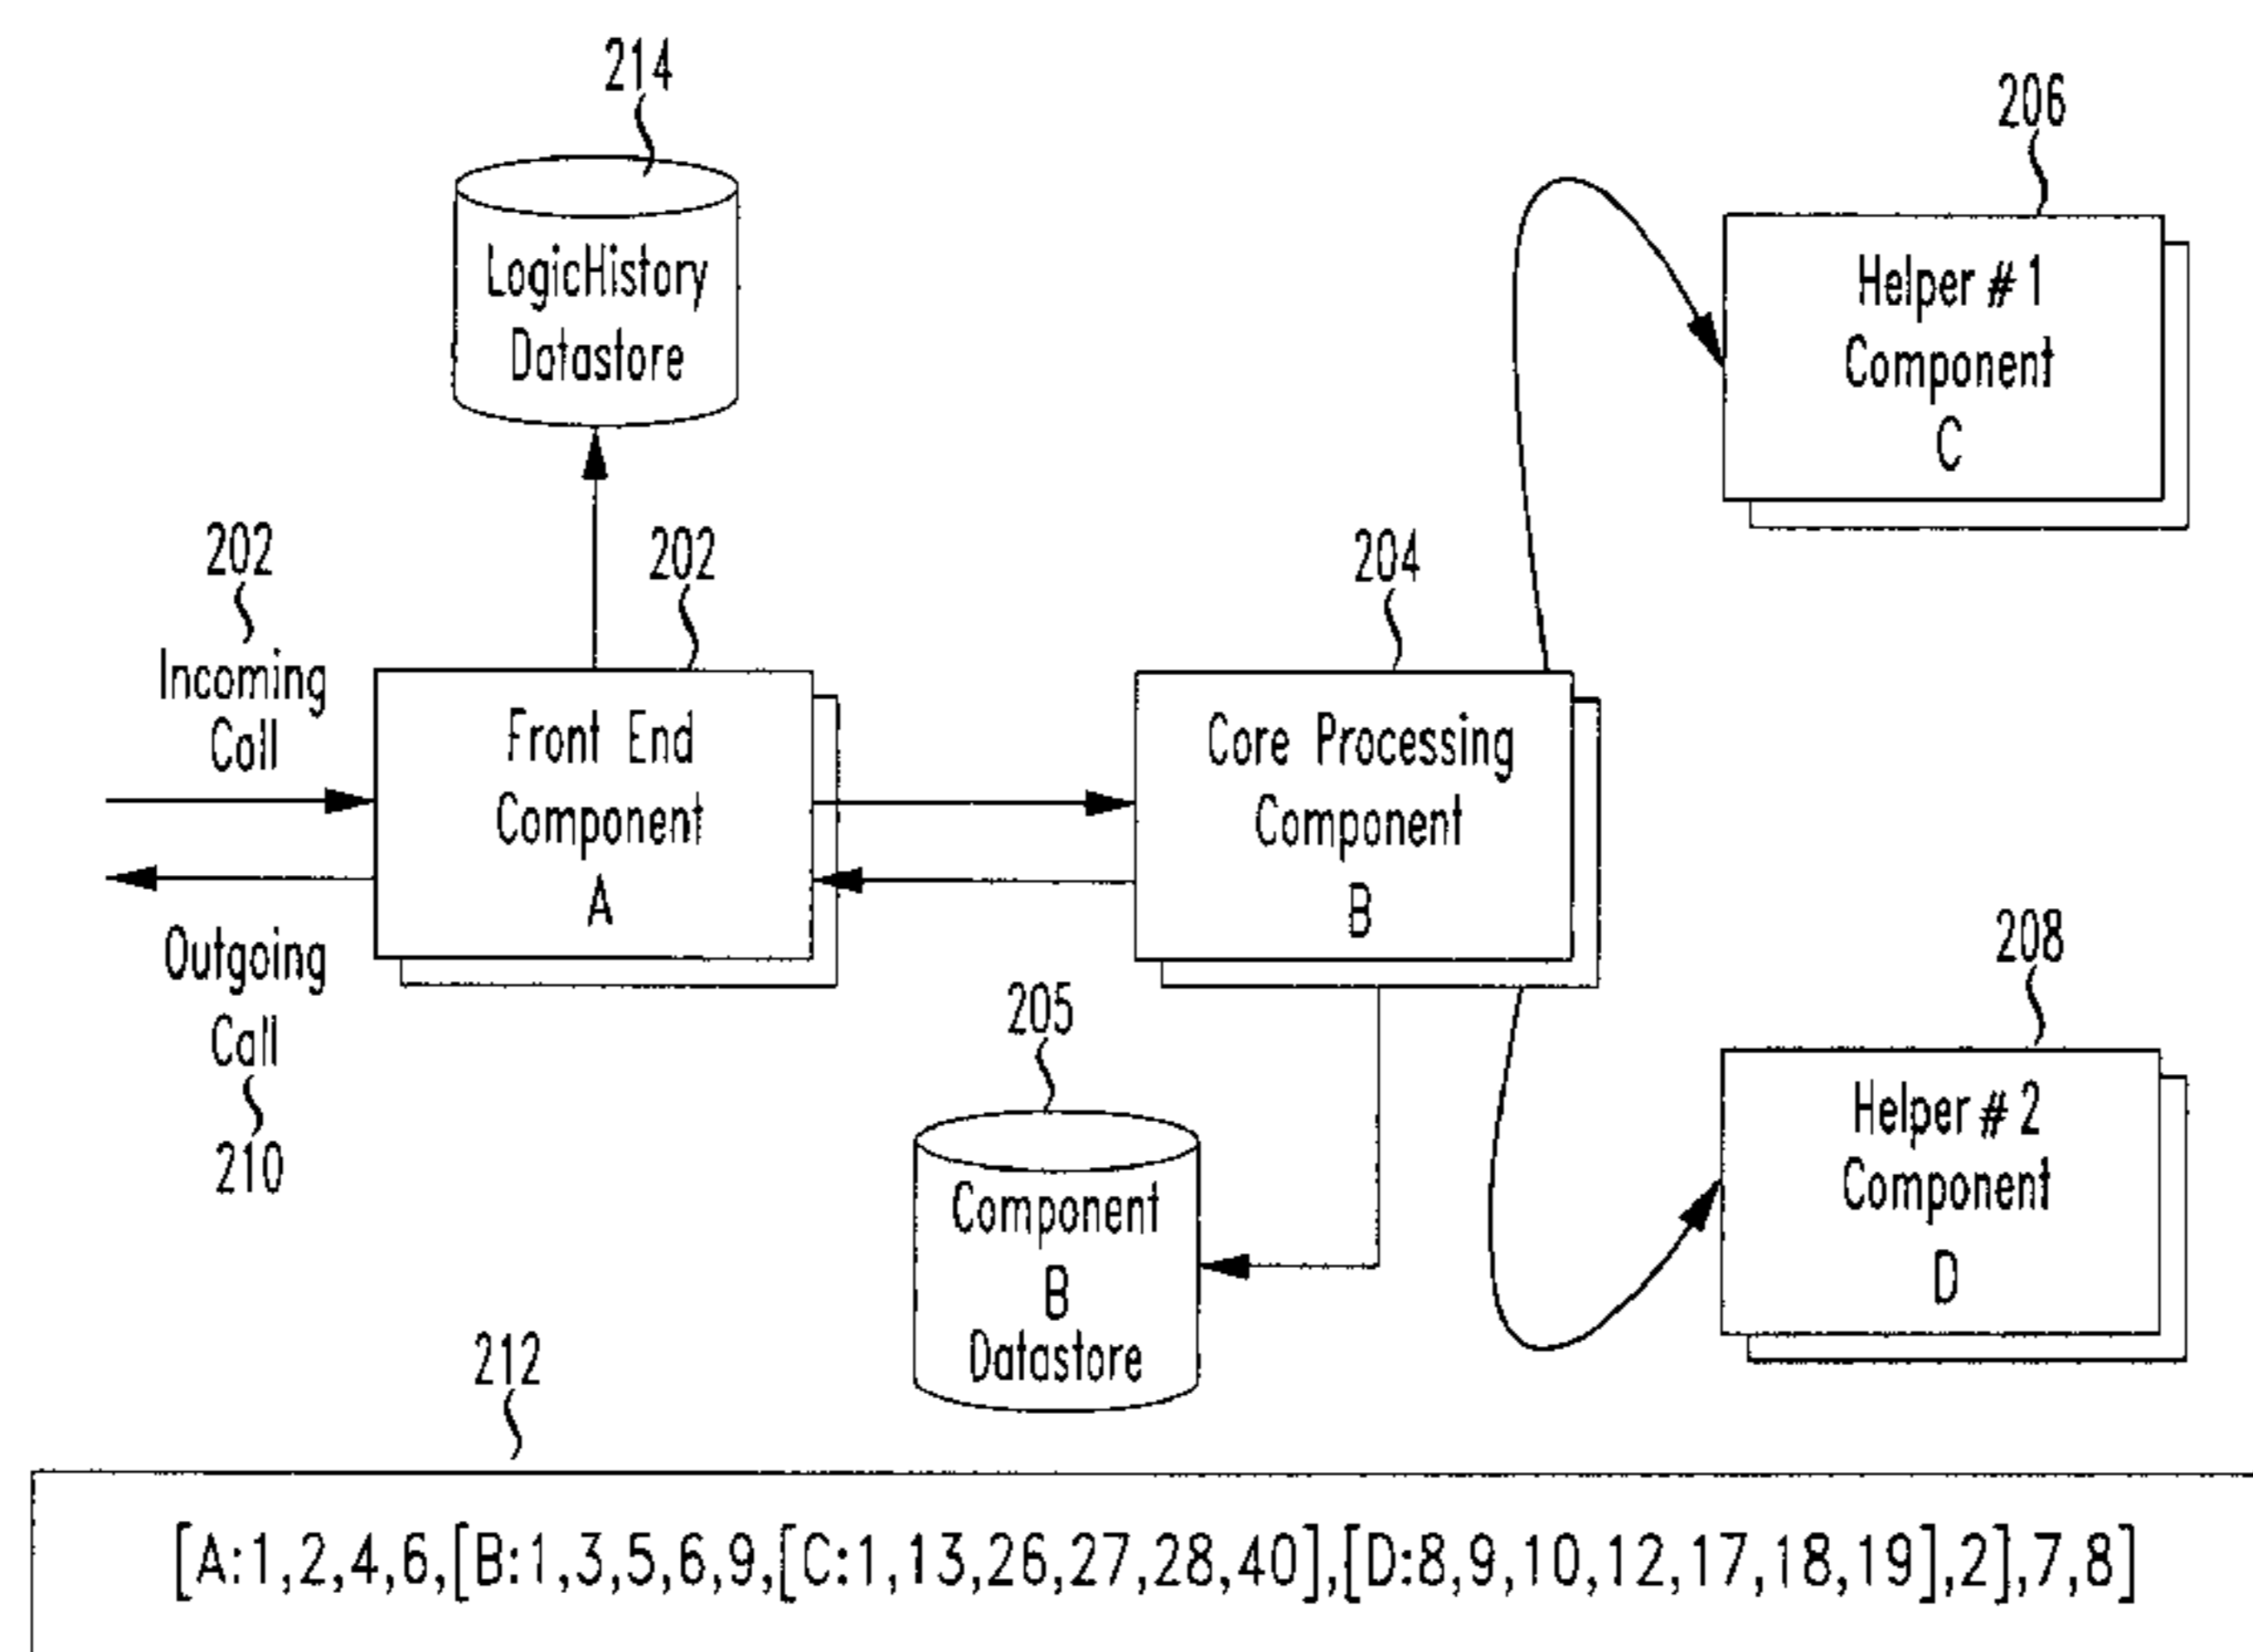 214
LogicHistory
Datastore
206
Helper # 1
Component
C
202
Incoming
Call
202
Front End
Component
A
204
Core Processing
Component
B
Outgoing
Call
210
205
Component
B
Datastore
208
Helper # 2
Component
D
212
[A:1,2,4,6,[B:1,3,5,6,9,[C:1,13,26,27,28,40],[D:8,9,10,12,17,18,19],2],7,8]